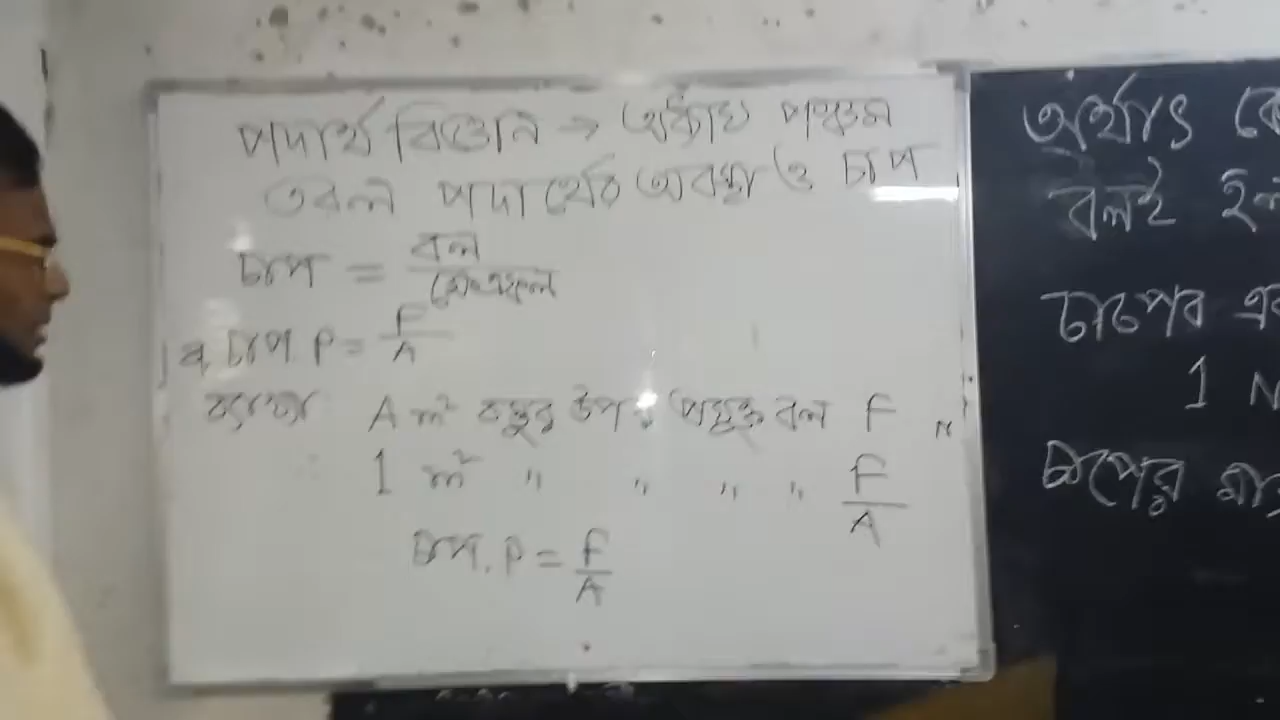 পদার্থ বিজ্ঞান → অধ্যায় পঞ্চম
তরল পদার্থের অবস্থা ও চাপ
চাপ = বল / ক্ষেত্রফল
চাপ, P = F / A
ব্যাখ্যা
A m² বস্তুর উপর প্রযুক্ত বল F N
1 m² " " " " F / A
চাপ, P = F / A
অর্থাৎ
বলই
চাপের
1 N
চাপের